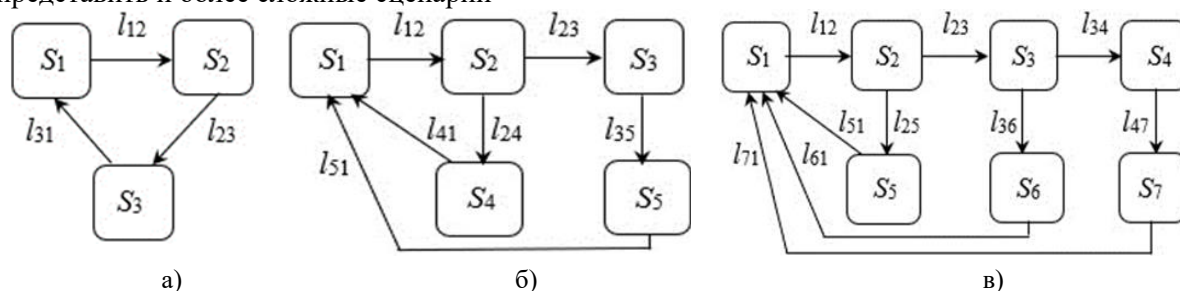 представить и более сложные сценарии
S1 l12 S2 l23 l31 S3
S1 l12 S2 l23 S3 l41 l24 l35 l51 S4 S5
S1 l12 S2 l23 S3 l34 S4 l51 l25 l36 l47 l71 l61 S5 S6 S7
а) б) в)